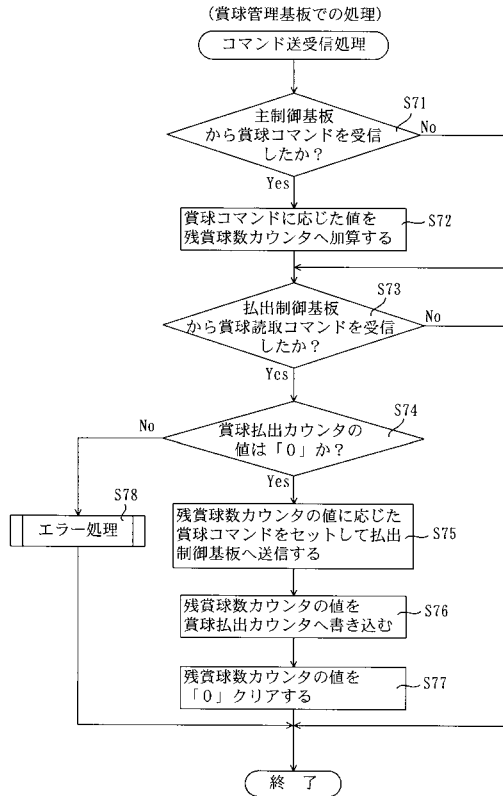 (賞球管理基板での処理)
コマンド送受信処理
S71
主制御基板
から賞球コマンドを受信
したか？
No
Yes
賞球コマンドに応じた値を
残賞球数カウンタへ加算する
S72
S73
払出制御基板
から賞球読取コマンドを受信
したか？
No
Yes
S74
賞球払出カウンタの
値は「０」か？
No
Yes
S78
エラー処理
残賞球数カウンタの値に応じた
賞球コマンドをセットして払出
制御基板へ送信する
S75
残賞球数カウンタの値を
賞球払出カウンタへ書き込む
S76
残賞球数カウンタの値を
「０」クリアする
S77
終 了